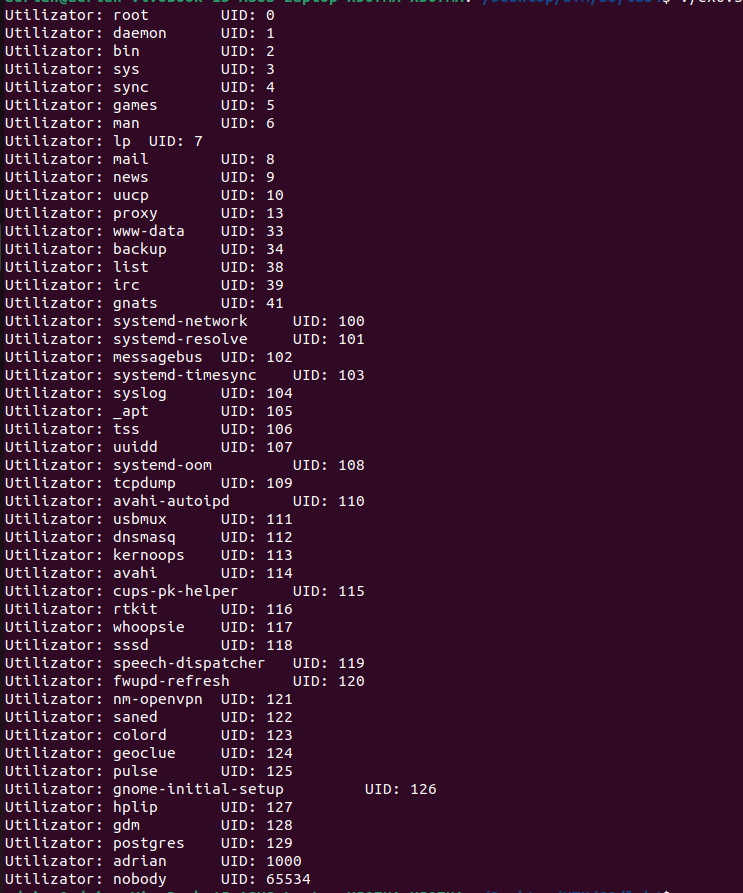 Utilizator: root UID: 0
Utilizator: daemon UID: 1
Utilizator: bin UID: 2
Utilizator: sys UID: 3
Utilizator: sync UID: 4
Utilizator: games UID: 5
Utilizator: man UID: 6
Utilizator: lp UID: 7
Utilizator: mail UID: 8
Utilizator: news UID: 9
Utilizator: uucp UID: 10
Utilizator: proxy UID: 13
Utilizator: www-data UID: 33
Utilizator: backup UID: 34
Utilizator: list UID: 38
Utilizator: irc UID: 39
Utilizator: gnats UID: 41
Utilizator: systemd-network UID: 100
Utilizator: systemd-resolve UID: 101
Utilizator: messagebus UID: 102
Utilizator: systemd-timesync UID: 103
Utilizator: syslog UID: 104
Utilizator: _apt UID: 105
Utilizator: tss UID: 106
Utilizator: uuidd UID: 107
Utilizator: systemd-oom UID: 108
Utilizator: tcpdump UID: 109
Utilizator: avahi-autoipd UID: 110
Utilizator: usbmux UID: 111
Utilizator: dnsmasq UID: 112
Utilizator: kernoops UID: 113
Utilizator: avahi UID: 114
Utilizator: cups-pk-helper UID: 115
Utilizator: rtkit UID: 116
Utilizator: whoopsie UID: 117
Utilizator: sssd UID: 118
Utilizator: speech-dispatcher UID: 119
Utilizator: fwupd-refresh UID: 120
Utilizator: nm-openvpn UID: 121
Utilizator: saned UID: 122
Utilizator: colord UID: 123
Utilizator: geoclue UID: 124
Utilizator: pulse UID: 125
Utilizator: gnome-initial-setup UID: 126
Utilizator: hplip UID: 127
Utilizator: gdm UID: 128
Utilizator: postgres UID: 129
Utilizator: adrian UID: 1000
Utilizator: nobody UID: 65534